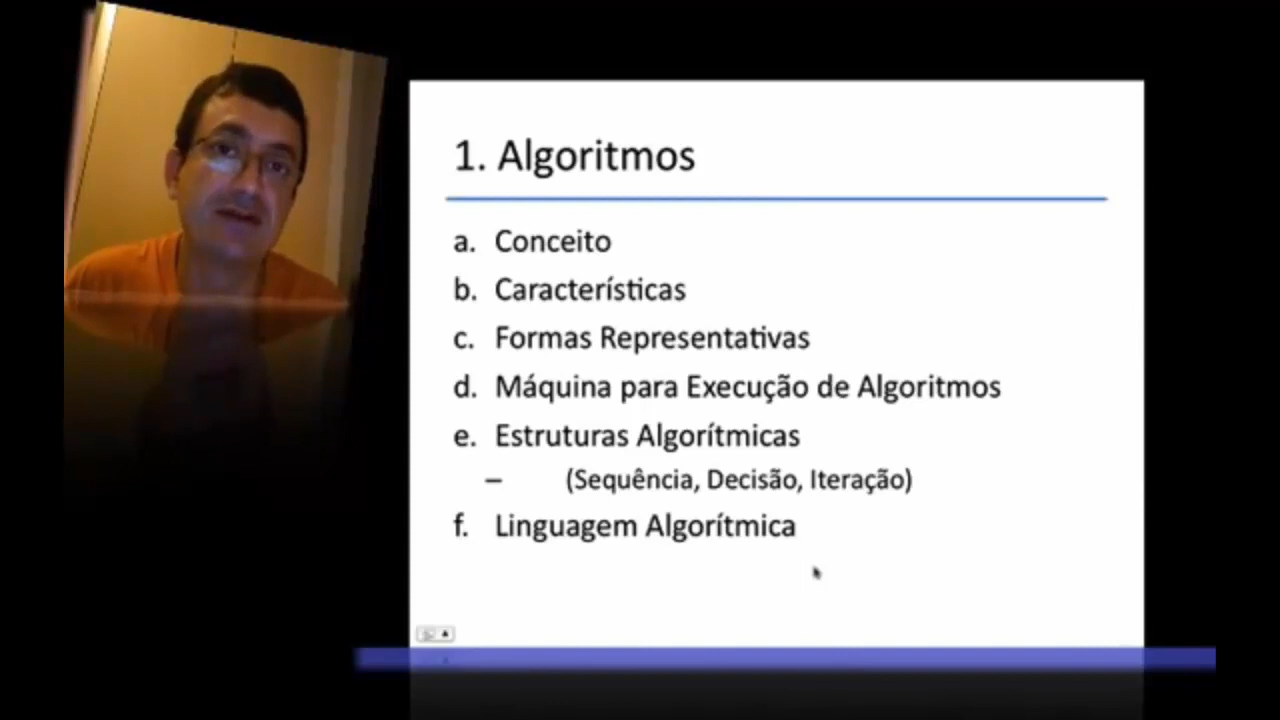 1. Algoritmos
a. Conceito
b. Características
c. Formas Representativas
d. Máquina para Execução de Algoritmos
e. Estruturas Algorítmicas
– (Sequência, Decisão, Iteração)
f. Linguagem Algorítmica